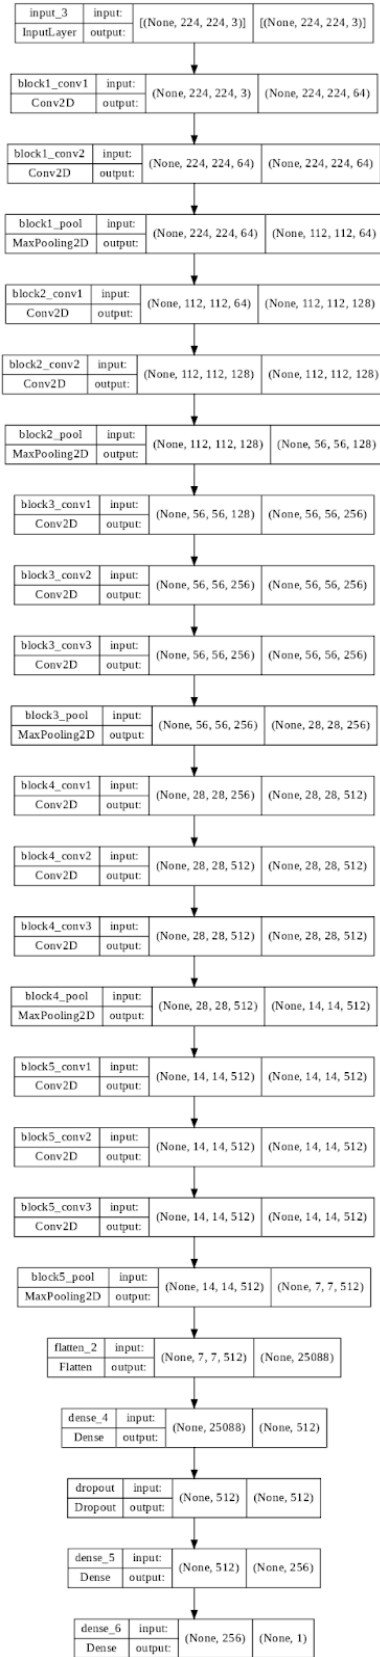 input_3 input: [(None, 224, 224, 3)] [(None, 224, 224, 3)]
InputLayer output:
block1_conv1 input: (None, 224, 224, 3) (None, 224, 224, 64)
Conv2D output:
block1_conv2 input: (None, 224, 224, 64) (None, 224, 224, 64)
Conv2D output:
block1_pool input: (None, 224, 224, 64) (None, 112, 112, 64)
MaxPooling2D output:
block2_conv1 input: (None, 112, 112, 64) (None, 112, 112, 128)
Conv2D output:
block2_conv2 input: (None, 112, 112, 128) (None, 112, 112, 128)
Conv2D output:
block2_pool input: (None, 112, 112, 128) (None, 56, 56, 128)
MaxPooling2D output:
block3_conv1 input: (None, 56, 56, 128) (None, 56, 56, 256)
Conv2D output:
block3_conv2 input: (None, 56, 56, 256) (None, 56, 56, 256)
Conv2D output:
block3_conv3 input: (None, 56, 56, 256) (None, 56, 56, 256)
Conv2D output:
block3_pool input: (None, 56, 56, 256) (None, 28, 28, 256)
MaxPooling2D output:
block4_conv1 input: (None, 28, 28, 256) (None, 28, 28, 512)
Conv2D output:
block4_conv2 input: (None, 28, 28, 512) (None, 28, 28, 512)
Conv2D output:
block4_conv3 input: (None, 28, 28, 512) (None, 28, 28, 512)
Conv2D output:
block4_pool input: (None, 28, 28, 512) (None, 14, 14, 512)
MaxPooling2D output:
block5_conv1 input: (None, 14, 14, 512) (None, 14, 14, 512)
Conv2D output:
block5_conv2 input: (None, 14, 14, 512) (None, 14, 14, 512)
Conv2D output:
block5_conv3 input: (None, 14, 14, 512) (None, 14, 14, 512)
Conv2D output:
block5_pool input: (None, 14, 14, 512) (None, 7, 7, 512)
MaxPooling2D output:
flatten_2 input: (None, 7, 7, 512) (None, 25088)
Flatten output:
dense_4 input: (None, 25088) (None, 512)
Dense output:
dropout input: (None, 512) (None, 512)
Dropout output:
dense_5 input: (None, 512) (None, 256)
Dense output:
dense_6 input: (None, 256) (None, 1)
Dense output: